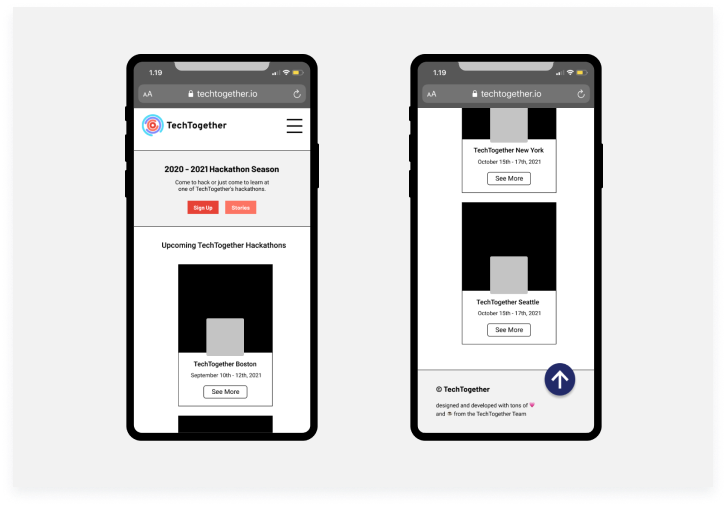 1.19
AA techtogether.io
TechTogether
2020 - 2021 Hackathon Season
Come to hack or just come to learn at
one of TechTogether's hackathons.
Sign Up Stories
Upcoming TechTogether Hackathons
TechTogether Boston
September 10th - 12th, 2021
See More
1.19
AA techtogether.io
TechTogether New York
October 15th - 17th, 2021
See More
TechTogether Seattle
October 15th - 17th, 2021
See More
© TechTogether
designed and developed with tons of 💗
and ☕ from the TechTogether Team